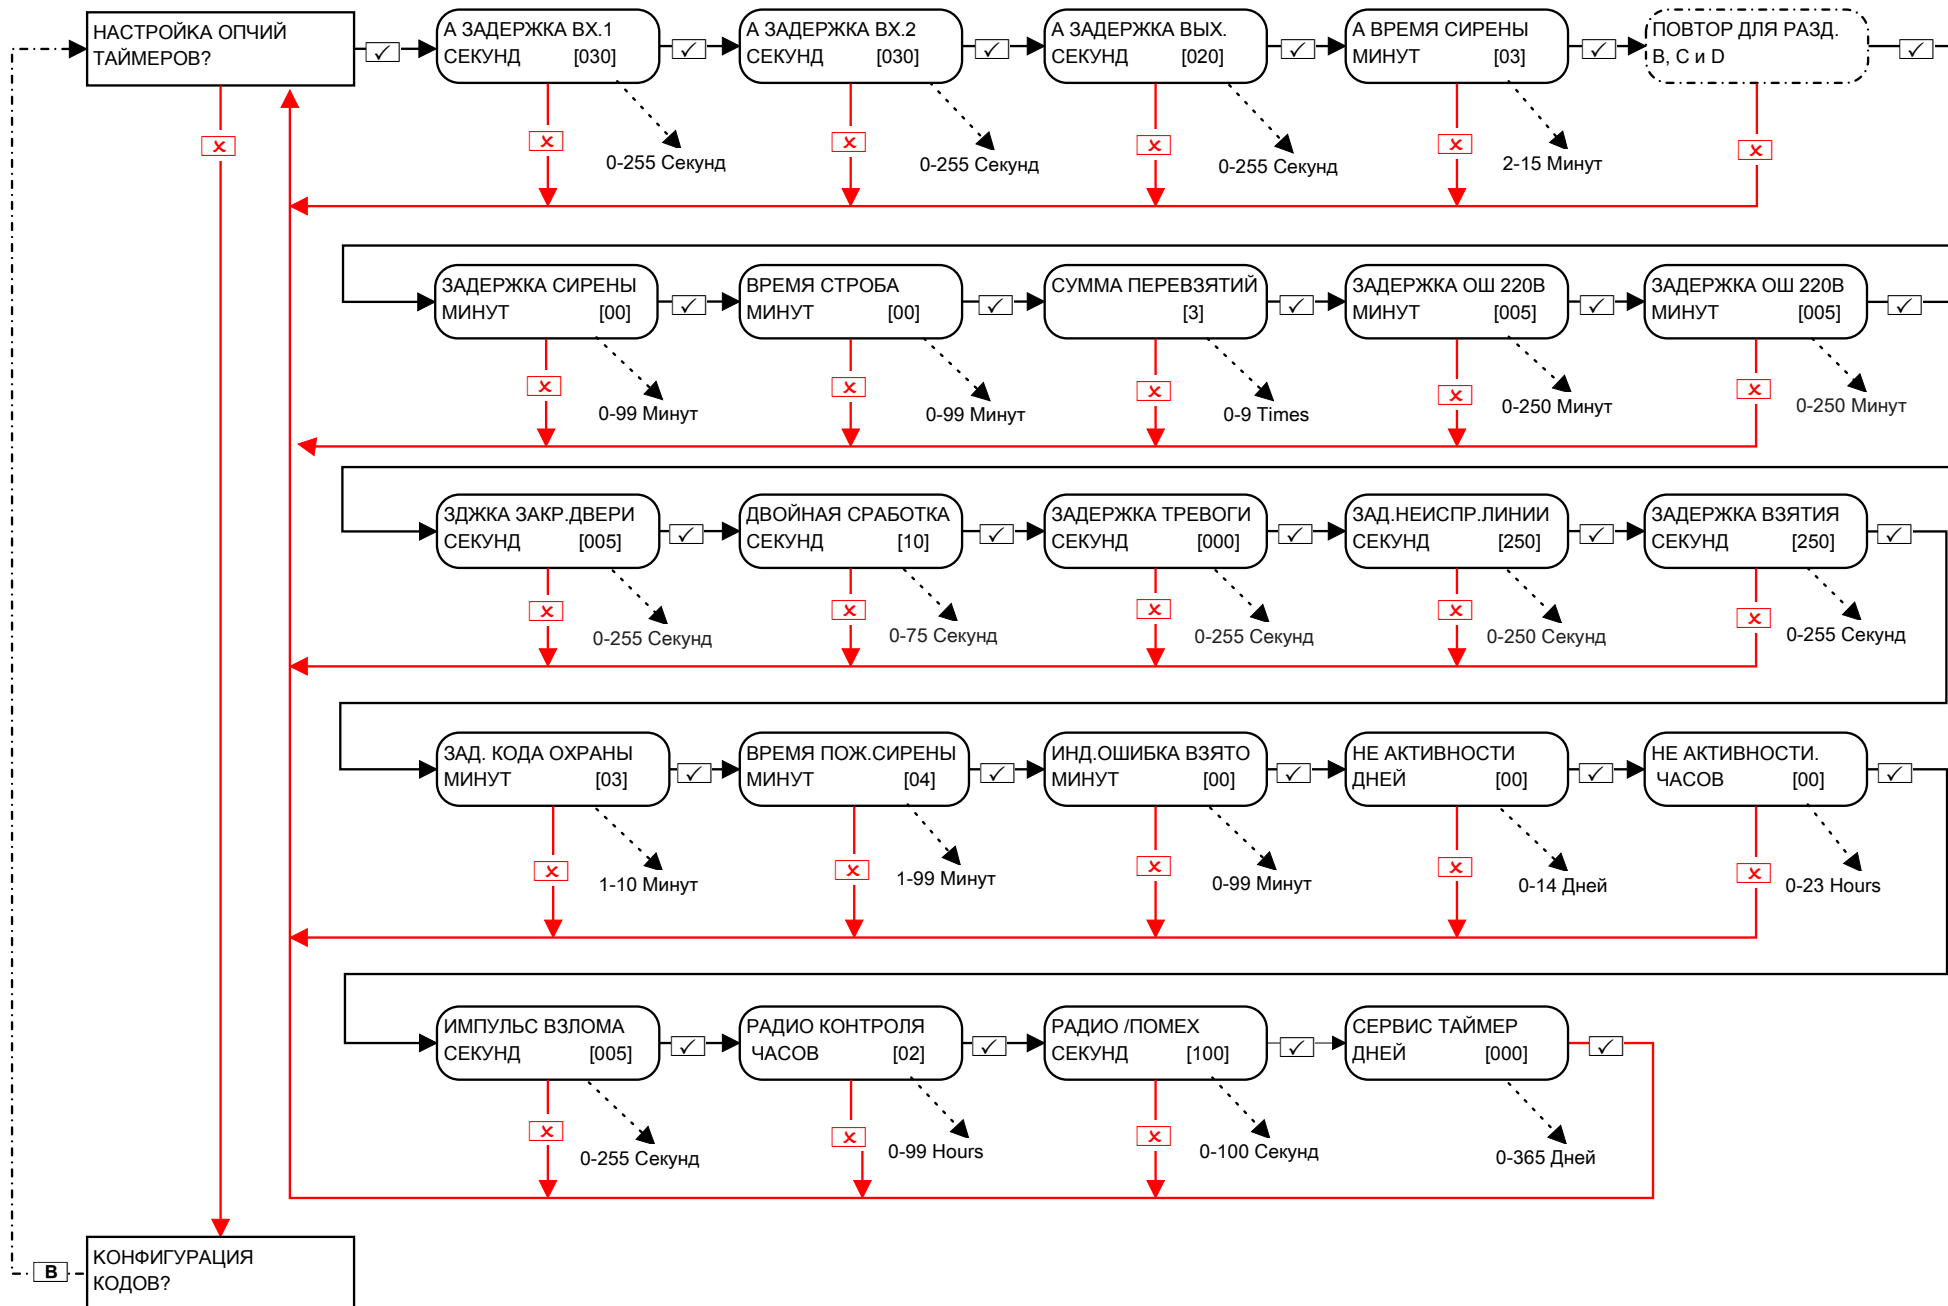 НАСТРОЙКА ОПЧИЙ
ТАЙМЕРОВ?
А ЗАДЕРЖКА ВХ.1
СЕКУНД [030]
А ЗАДЕРЖКА ВХ.2
СЕКУНД [030]
А ЗАДЕРЖКА ВЫХ.
СЕКУНД [020]
А ВРЕМЯ СИРЕНЫ
МИНУТ [03]
ПОВТОР ДЛЯ РАЗД.
B, C и D
0-255 Секунд
0-255 Секунд
0-255 Секунд
2-15 Минут
ЗАДЕРЖКА СИРЕНЫ
МИНУТ [00]
ВРЕМЯ СТРОБА
МИНУТ [00]
СУММА ПЕРЕВЗЯТИЙ
[3]
ЗАДЕРЖКА ОШ 220В
МИНУТ [005]
ЗАДЕРЖКА ОШ 220В
МИНУТ [005]
0-99 Минут
0-99 Минут
0-9 Times
0-250 Минут
0-250 Минут
ЗДЖКА ЗАКР.ДВЕРИ
СЕКУНД [005]
ДВОЙНАЯ СРАБОТКА
СЕКУНД [10]
ЗАДЕРЖКА ТРЕВОГИ
СЕКУНД [000]
ЗАД.НЕИСПР.ЛИНИИ
СЕКУНД [250]
ЗАДЕРЖКА ВЗЯТИЯ
СЕКУНД [250]
0-255 Секунд
0-75 Секунд
0-255 Секунд
0-250 Секунд
0-255 Секунд
ЗАД. КОДА ОХРАНЫ
МИНУТ [03]
ВРЕМЯ ПОЖ.СИРЕНЫ
МИНУТ [04]
ИНД.ОШИБКА ВЗЯТО
МИНУТ [00]
НЕ АКТИВНОСТИ
ДНЕЙ [00]
НЕ АКТИВНОСТИ.
ЧАСОВ [00]
1-10 Минут
1-99 Минут
0-99 Минут
0-14 Дней
0-23 Hours
ИМПУЛЬС ВЗЛОМА
СЕКУНД [005]
РАДИО КОНТРОЛЯ
ЧАСОВ [02]
РАДИО /ПОМЕХ
СЕКУНД [100]
СЕРВИС ТАЙМЕР
ДНЕЙ [000]
0-255 Секунд
0-99 Hours
0-100 Секунд
0-365 Дней
КОНФИГУРАЦИЯ
КОДОВ?
B